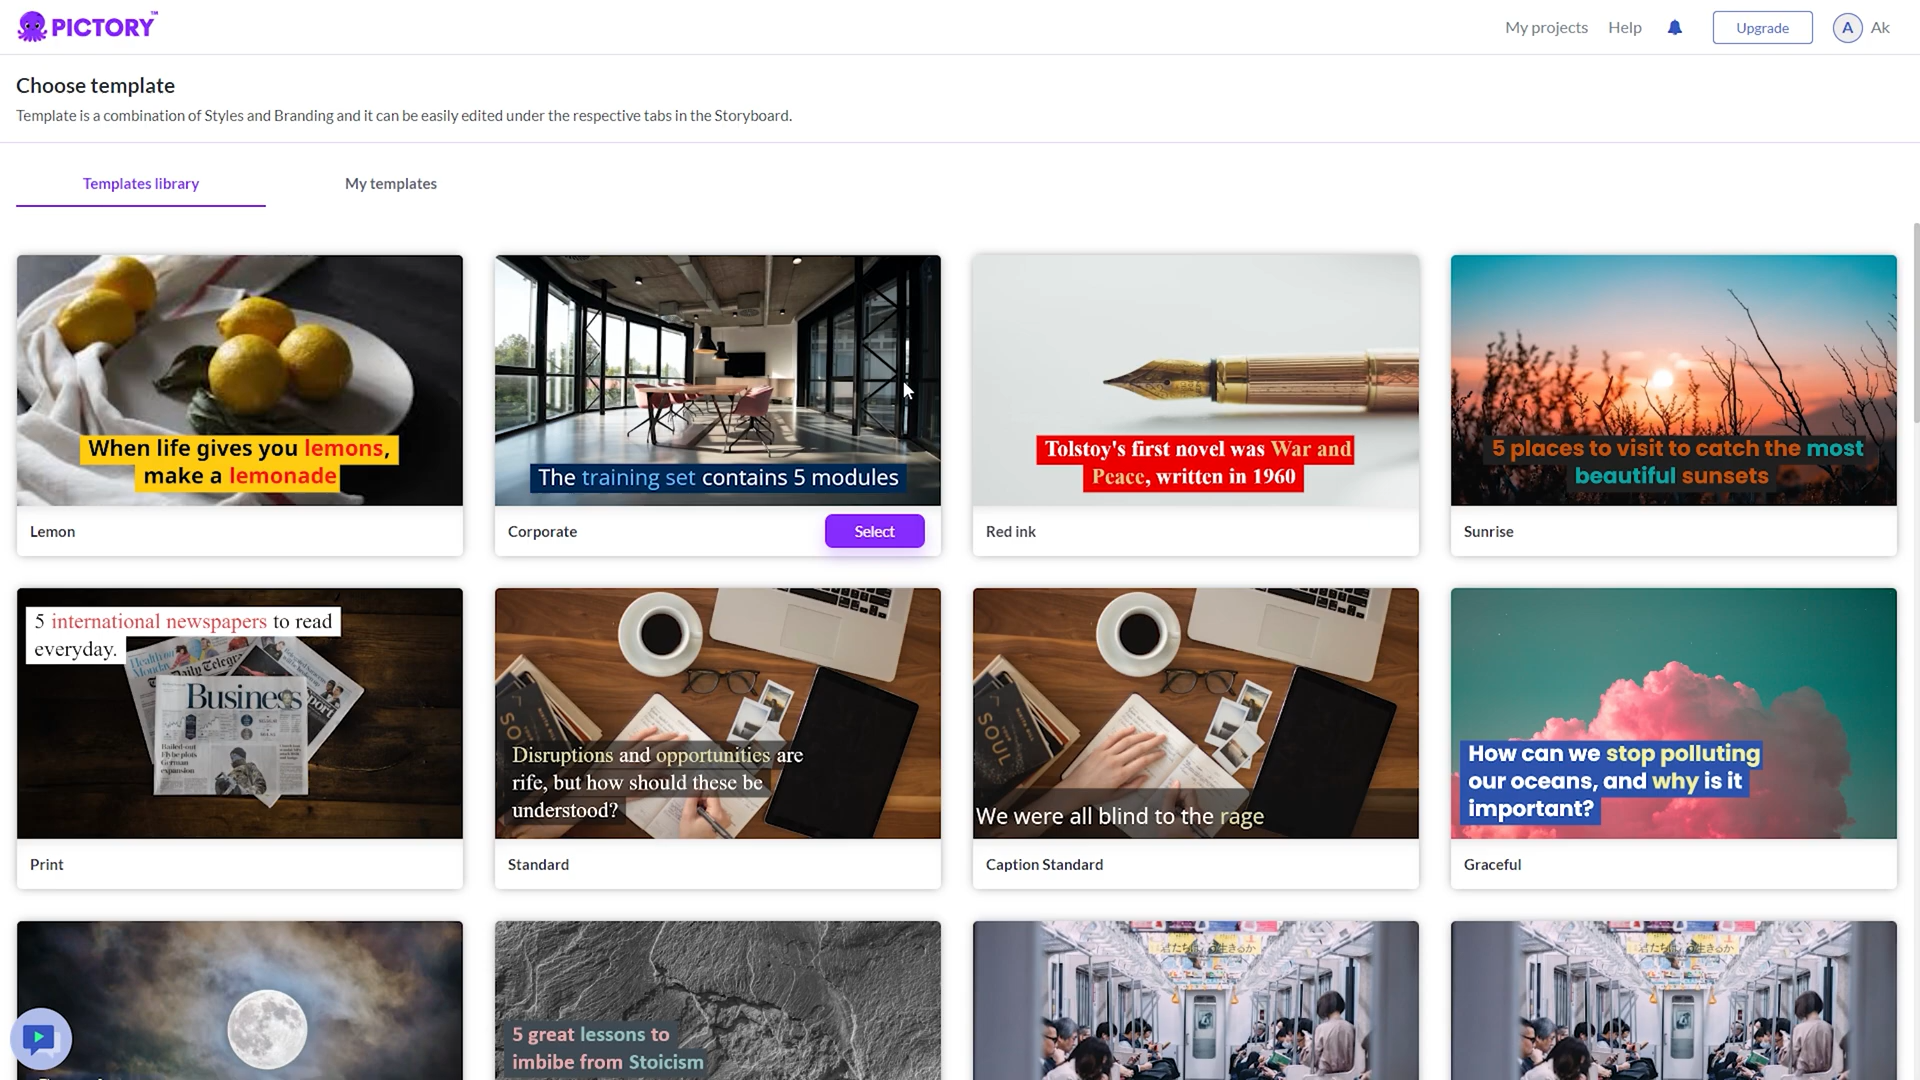 PICTORY™
My projects
Help
Upgrade
A
Ak
Choose template
Template is a combination of Styles and Branding and it can be easily edited under the respective tabs in the Storyboard.
Templates library
My templates
When life gives you lemons,
make a lemonade
The training set contains 5 modules
Tolstoy's first novel was War and
Peace, written in 1960
5 places to visit to catch the most
beautiful sunsets
Lemon
Corporate
Select
Red ink
Sunrise
5 international newspapers to read
everyday.
Daily Telegr
Business
Disruptions and opportunities are
rife, but how should these be
understood?
SOUL
We were all blind to the rage
How can we stop polluting
our oceans, and why is it
important?
Print
Standard
Caption Standard
Graceful
5 great lessons to
imbibe from Stoicism